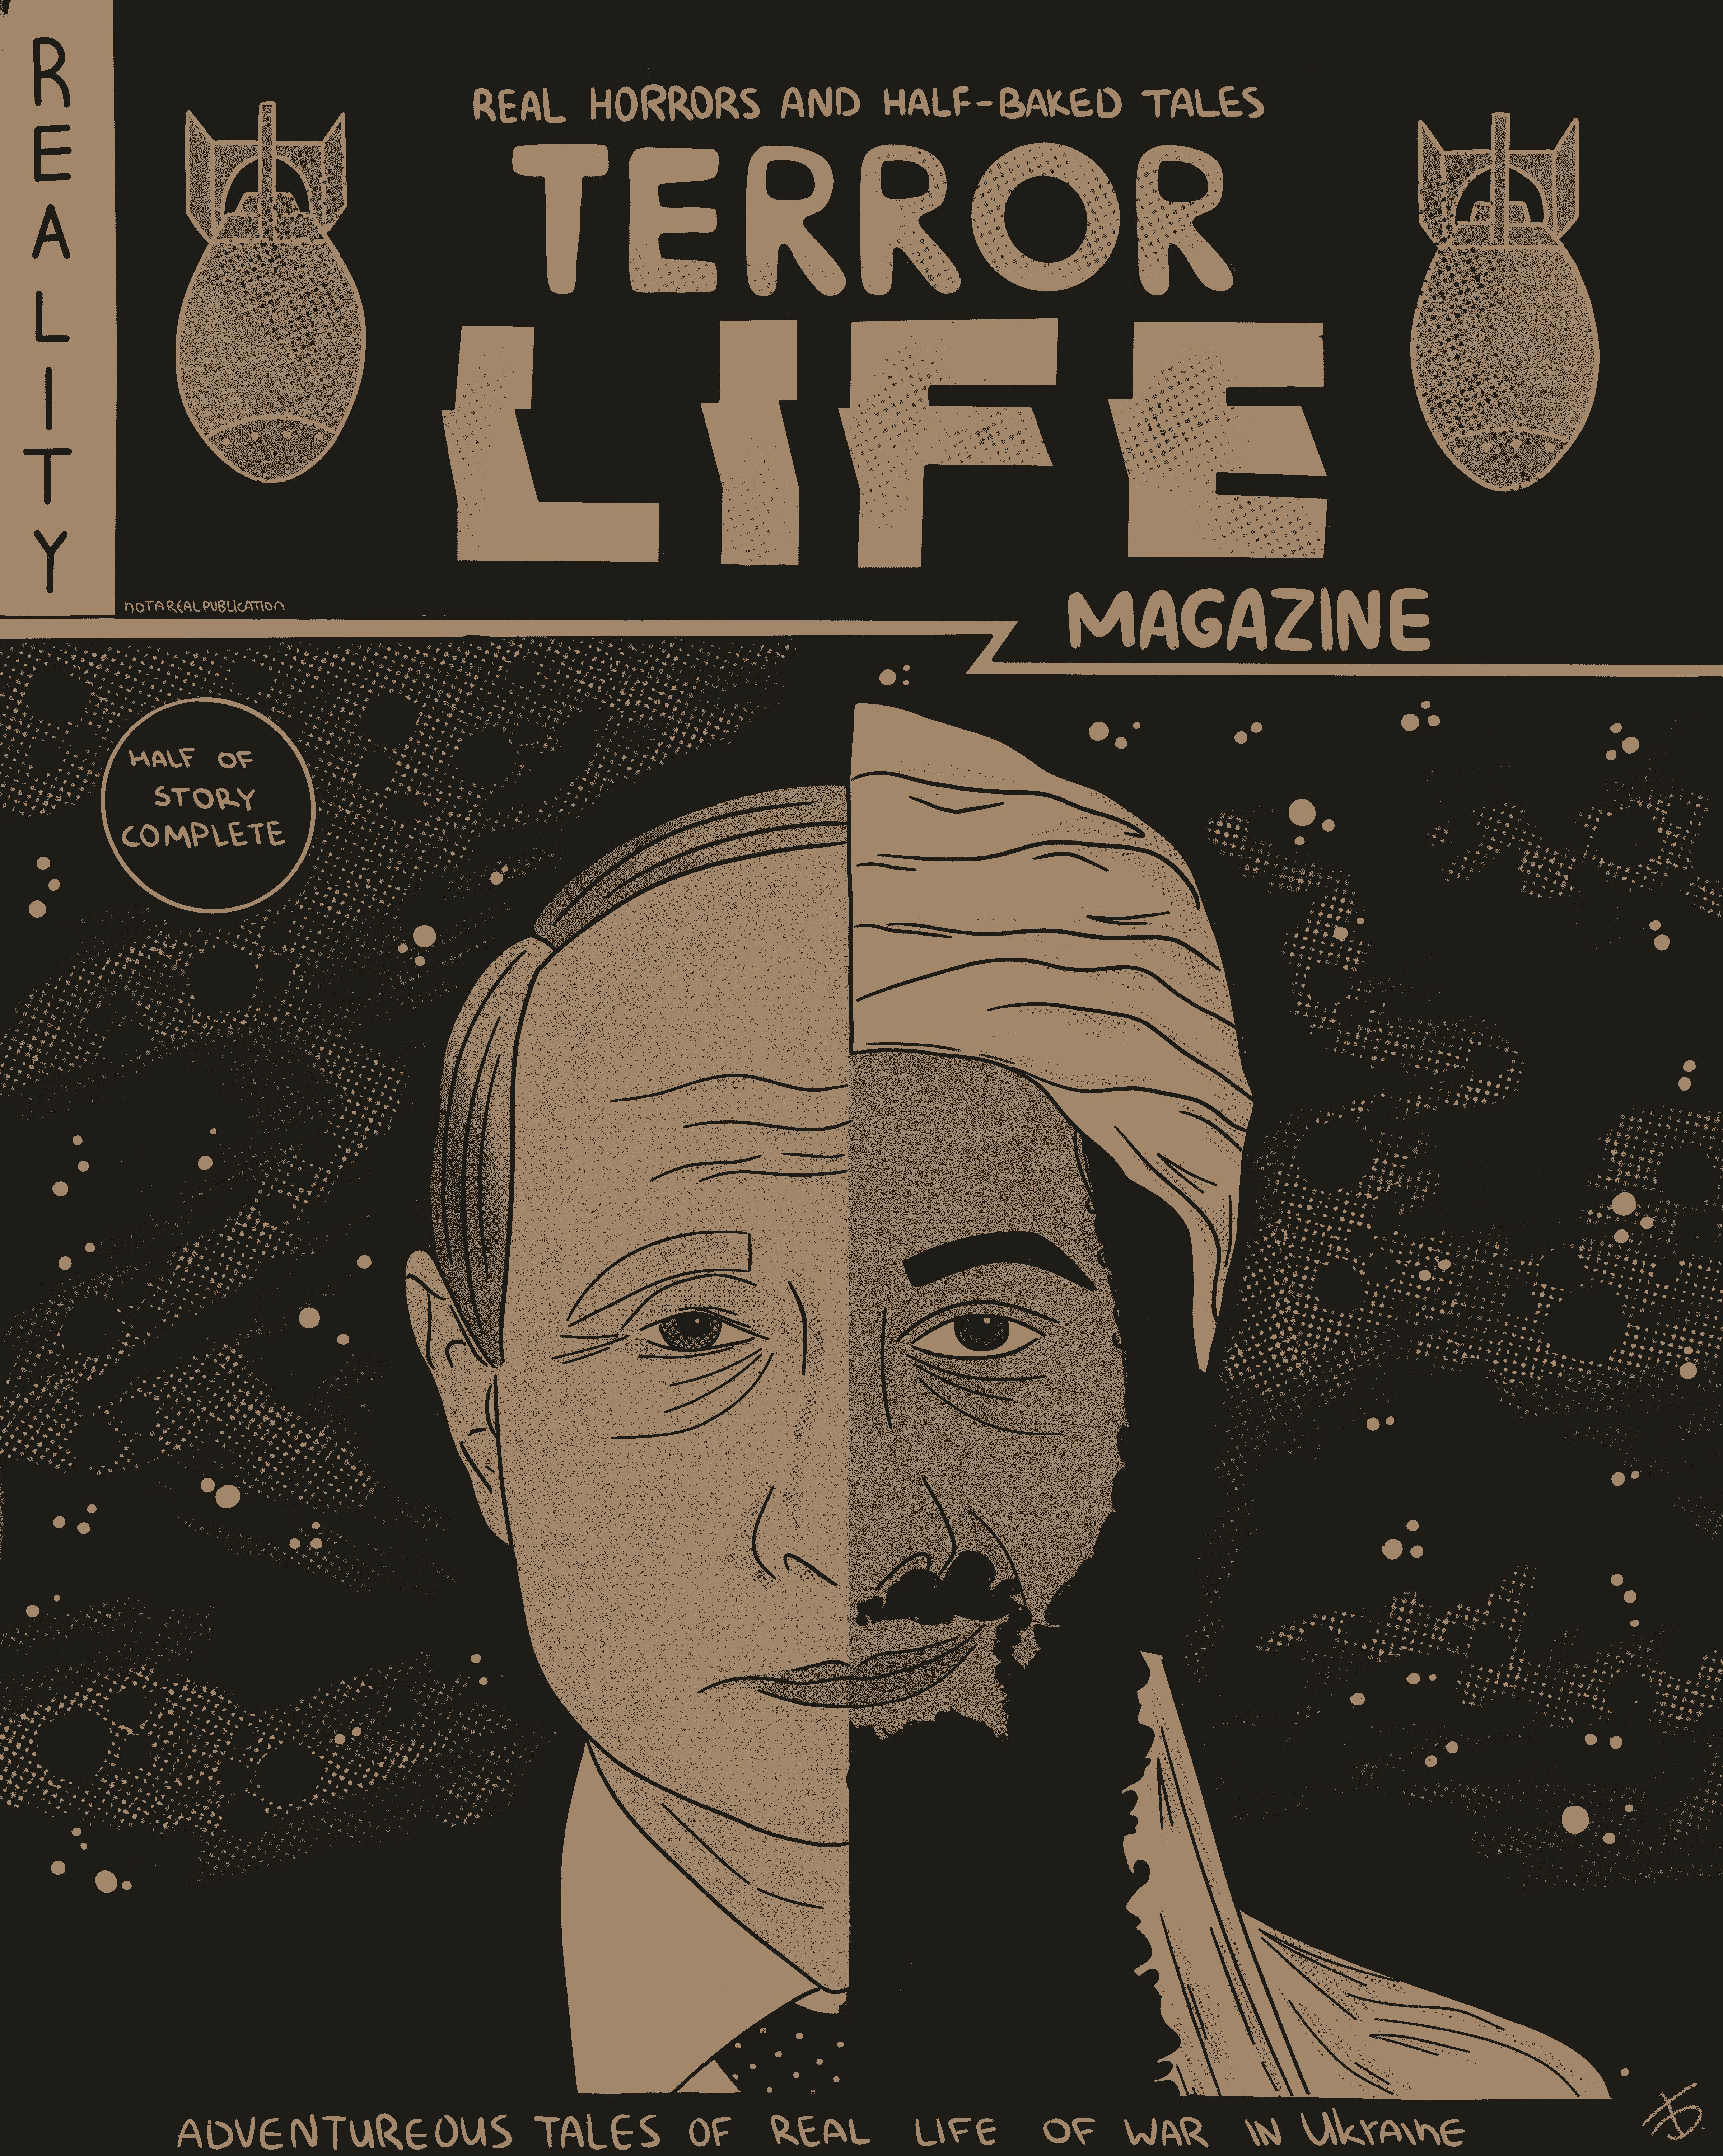 REALITY
REAL HORRORS AND HALF-BAKED TALES
TERROR
LIFE
MAGAZINE
NOTAREALPUBLICATION
HALF OF
STORY
COMPLETE
ADVENTUREOUS TALES OF REAL LIFE OF WAR IN UKraine